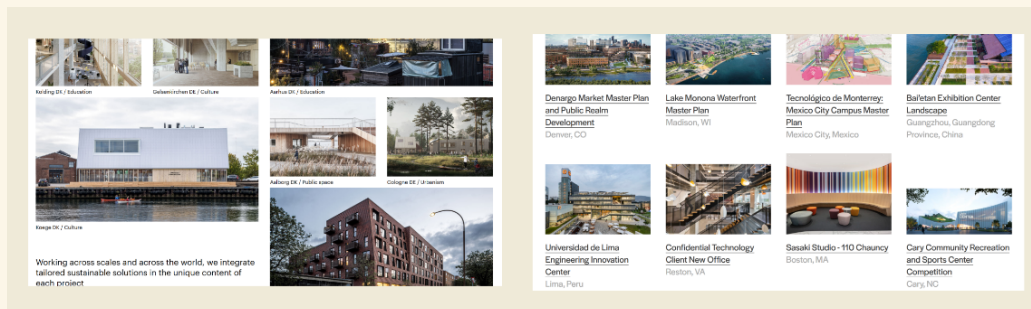 Kolding DK / Education
Gelsenkirchen DE / Culture
Aarhus DK / Education
Aalborg DK / Public space
Cologne DE / Urbanism
Køge DK / Culture
Working across scales and across the world, we integrate
tailored sustainable solutions in the unique content of
each project
Denargo Market Master Plan
and Public Realm
Development
Denver, CO
Lake Monona Waterfront
Master Plan
Madison, WI
Tecnológico de Monterrey:
Mexico City Campus Master
Plan
Mexico City, Mexico
Bai'etan Exhibition Center
Landscape
Guangzhou, Guangdong
Province, China
Universidad de Lima
Engineering Innovation
Center
Lima, Peru
Confidential Technology
Client New Office
Reston, VA
Sasaki Studio - 110 Chauncy
Boston, MA
Cary Community Recreation
and Sports Center
Competition
Cary, NC